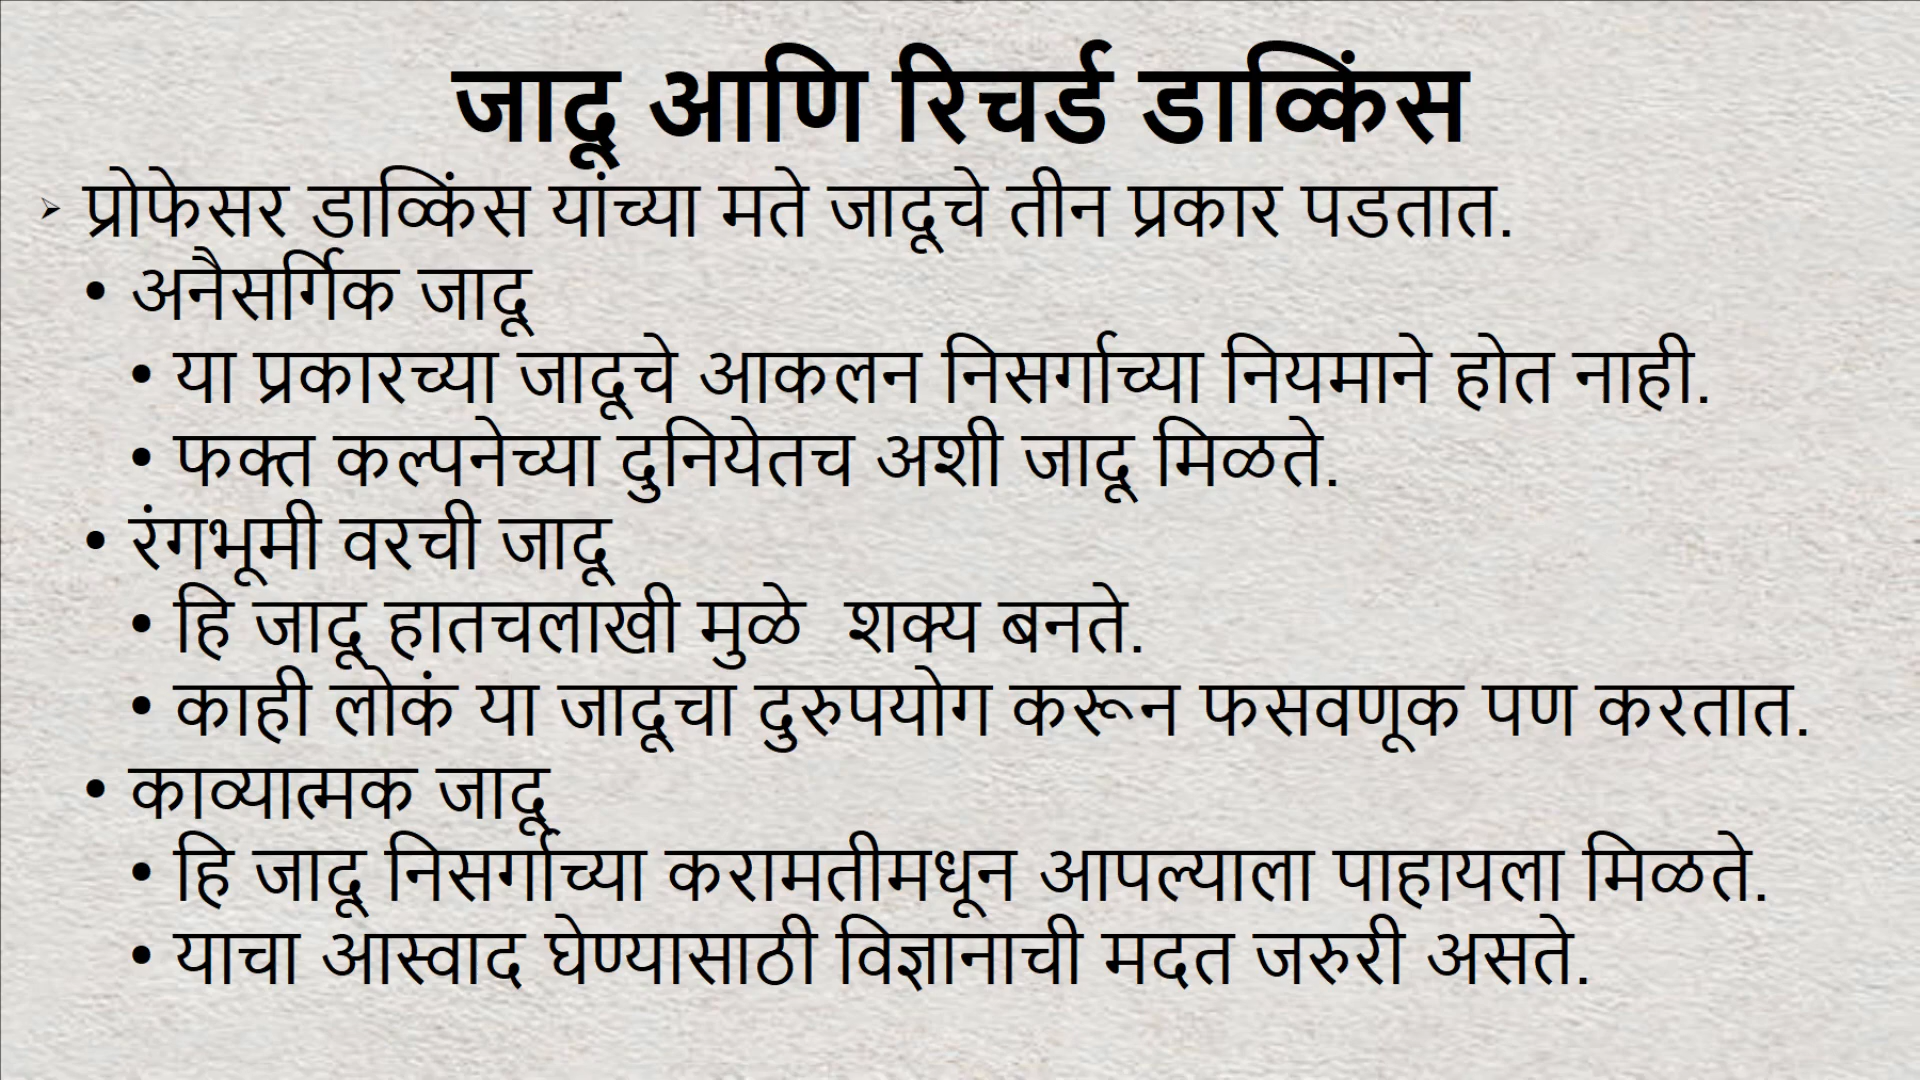 जादू आणि रिचर्ड डाव्किंस
➢ प्रोफेसर डाव्किंस यांच्या मते जादूचे तीन प्रकार पडतात.
• अनैसर्गिक जादू
• या प्रकारच्या जादूचे आकलन निसर्गाच्या नियमाने होत नाही.
• फक्त कल्पनेच्या दुनियेतच अशी जादू मिळते.
• रंगभूमी वरची जादू
• हि जादू हातचलाखी मुळे  शक्य बनते.
• काही लोकं या जादूचा दुरुपयोग करून फसवणूक पण करतात.
• काव्यात्मक जादू
• हि जादू निसर्गाच्या करामतीमधून आपल्याला पाहायला मिळते.
• याचा आस्वाद घेण्यासाठी विज्ञानाची मदत जरुरी असते.